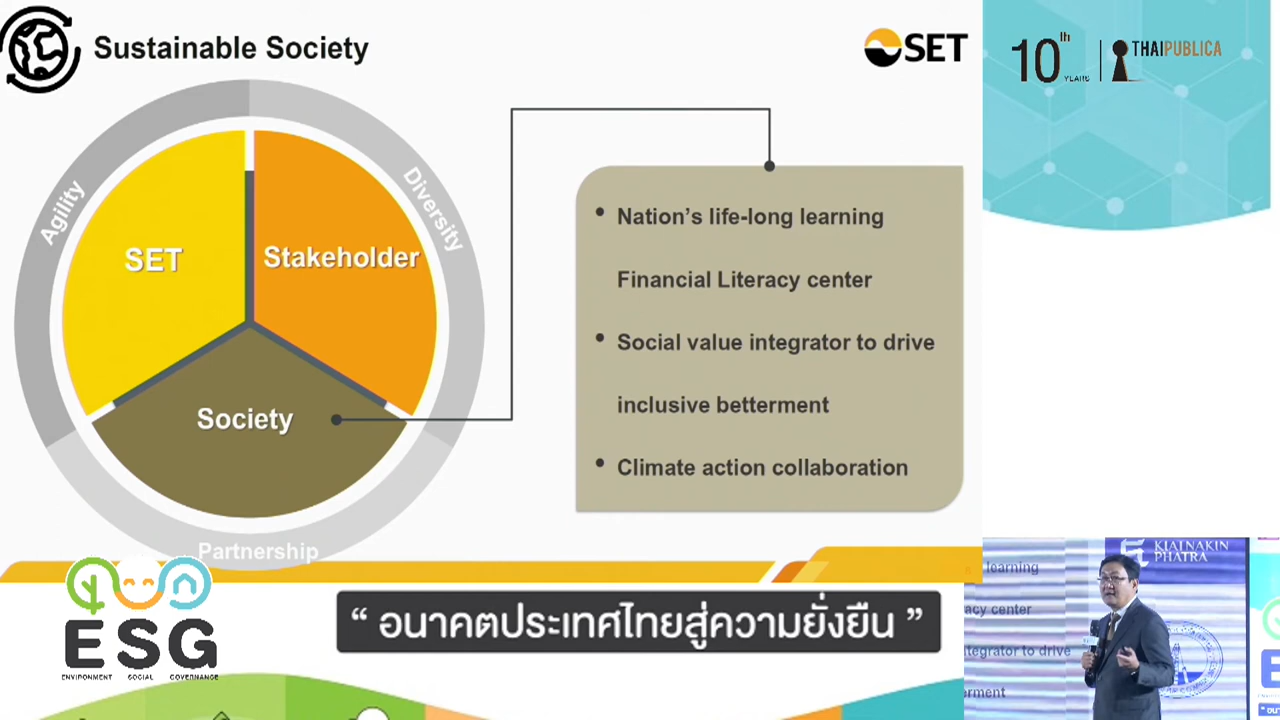 Sustainable Society
SET
10th YEARS
THAIPUBLICA
Agility
Diversity
SET
Stakeholder
Society
Partnership
• Nation's life-long learning
Financial Literacy center
• Social value integrator to drive
inclusive betterment
• Climate action collaboration
ESG
ENVIRONMENT SOCIAL GOVERNANCE
“ อนาคตประเทศไทยสู่ความยั่งยืน ”
KIATNAKIN
PHATRA
learning
acy center
ntegrator to drive
erment